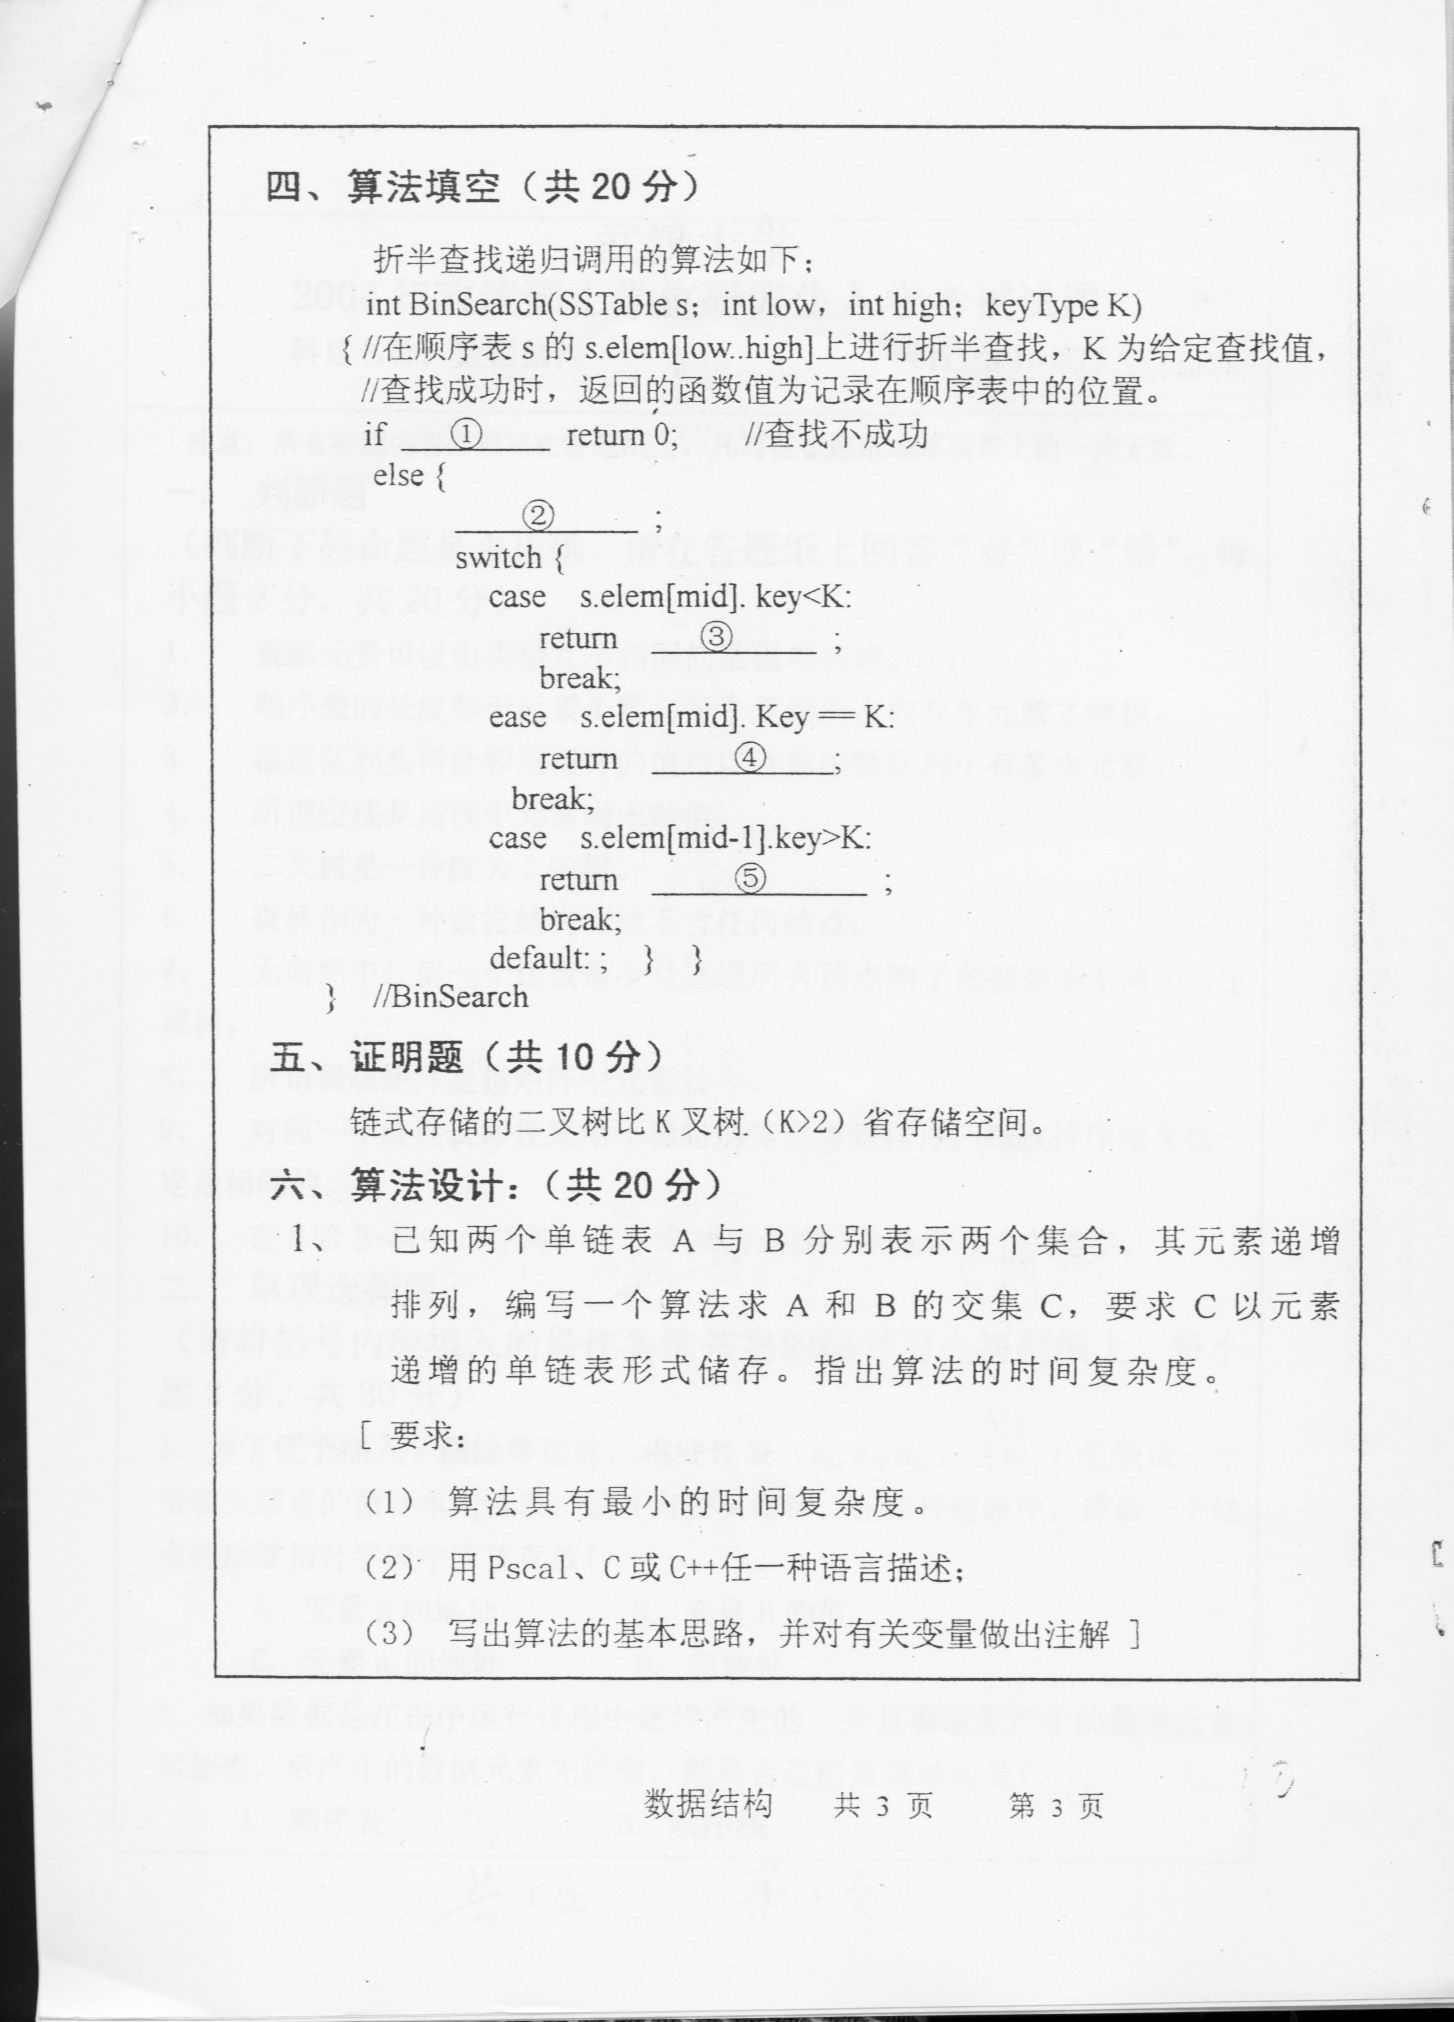 四、算法填空（共 20 分）
折半查找递归调用的算法如下；
int BinSearch(SSTable s；int low，int high；keyType K)
{ //在顺序表 s 的 s.elem[low..high]上进行折半查找，K 为给定查找值，
//查找成功时，返回的函数值为记录在顺序表中的位置。
if ① return 0; //查找不成功
else {
② ;
switch {
case s.elem[mid]. key<K:
return ③ ;
break;
ease s.elem[mid]. Key == K:
return ④ ;
break;
case s.elem[mid-1].key>K:
return ⑤ ;
break;
default: ; } }
} //BinSearch
五、证明题（共 10 分）
链式存储的二叉树比 K 叉树（K>2）省存储空间。
六、算法设计：（共 20 分）
1、 已知两个单链表 A 与 B 分别表示两个集合，其元素递增
排列，编写一个算法求 A 和 B 的交集 C，要求 C 以元素
递增的单链表形式储存。指出算法的时间复杂度。
[ 要求：
（1） 算法具有最小的时间复杂度。
（2） 用 Pscal、C 或 C++任一种语言描述；
（3） 写出算法的基本思路，并对有关变量做出注解 ]
数据结构 共 3 页 第 3 页